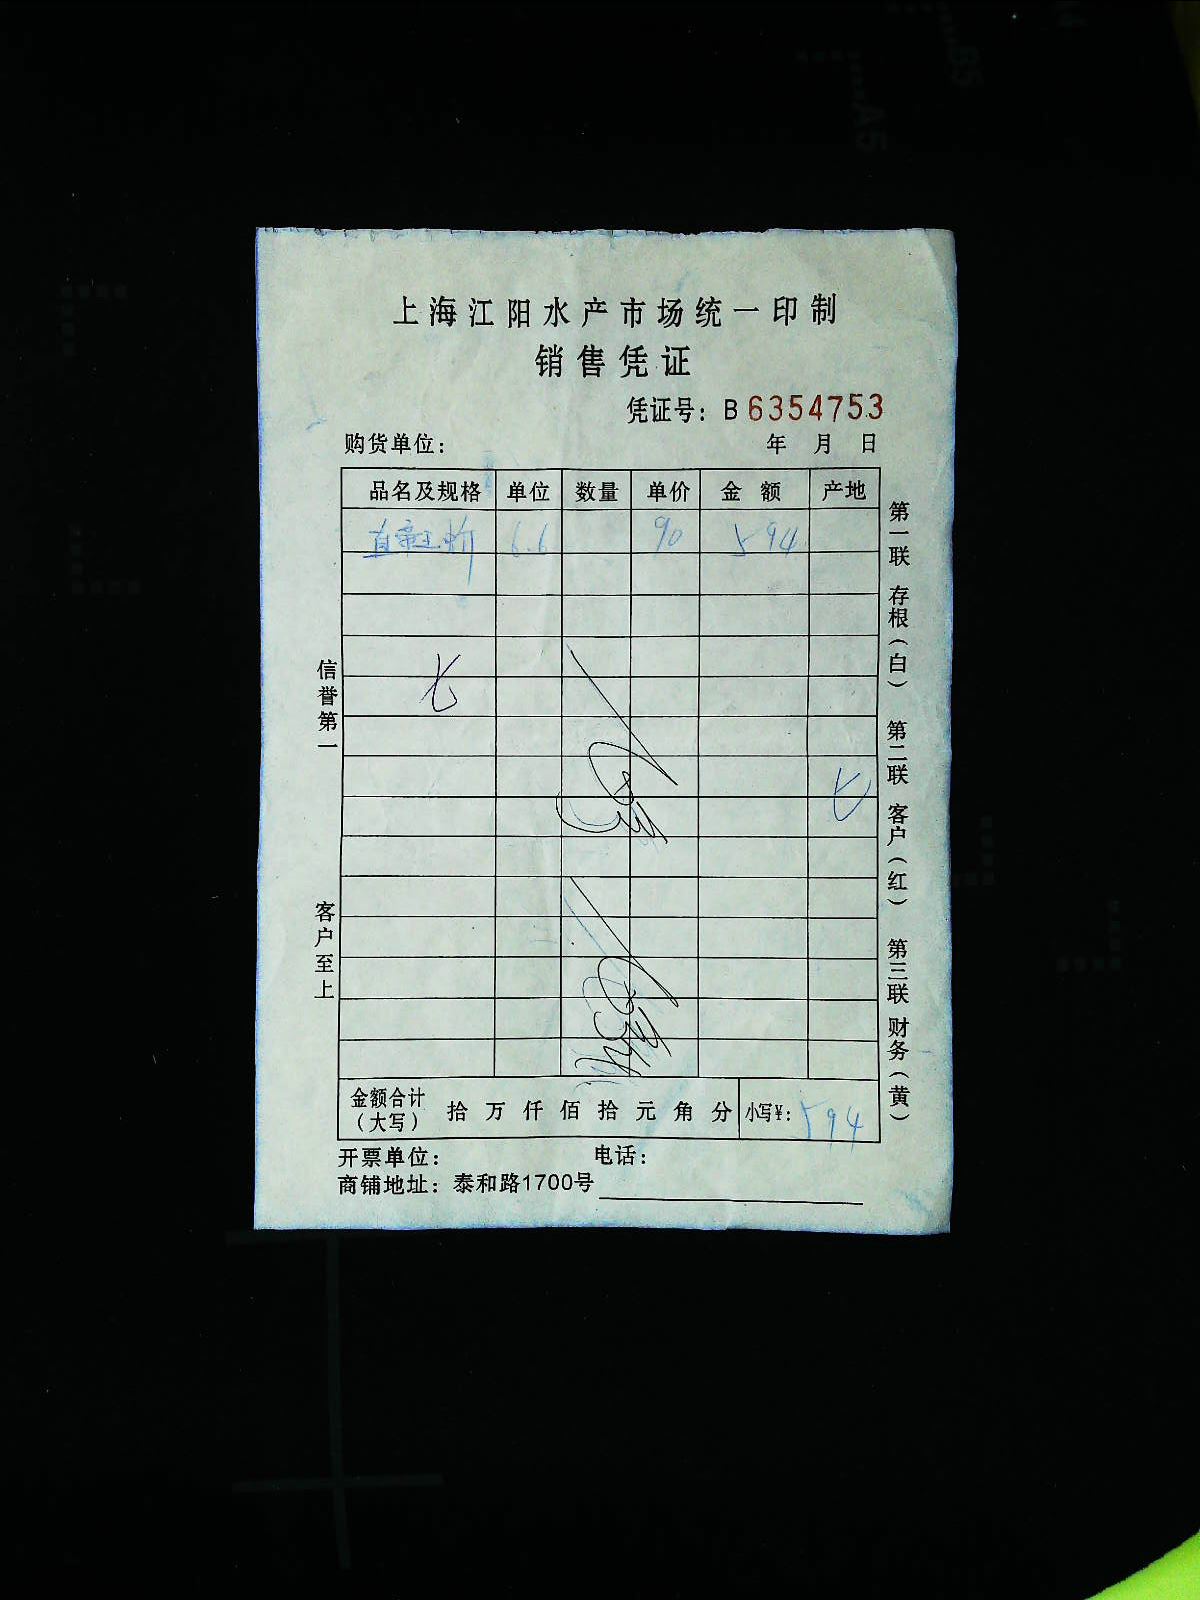 上海江阳水产市场统一印制
销售凭证
凭证号：B 6354753
购货单位： 年 月 日
品名及规格 单位 数量 单价 金额 产地
6.6 90 594
七
七
信誉第一
客户至上
第一联 存根（白） 第二联 客户（红） 第三联 财务（黄）
金额合计（大写） 拾 万 仟 佰 拾 元 角 分 小写¥：594
开票单位： 电话：
商铺地址：泰和路1700号
A5
B5